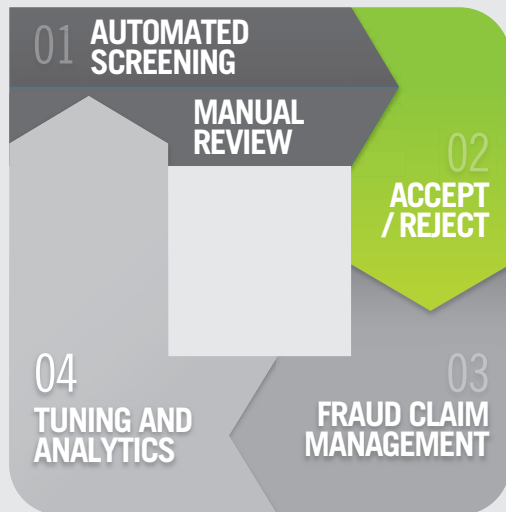 01 AUTOMATED
SCREENING
MANUAL
REVIEW
02
ACCEPT
/ REJECT
03
FRAUD CLAIM
MANAGEMENT
04
TUNING AND
ANALYTICS